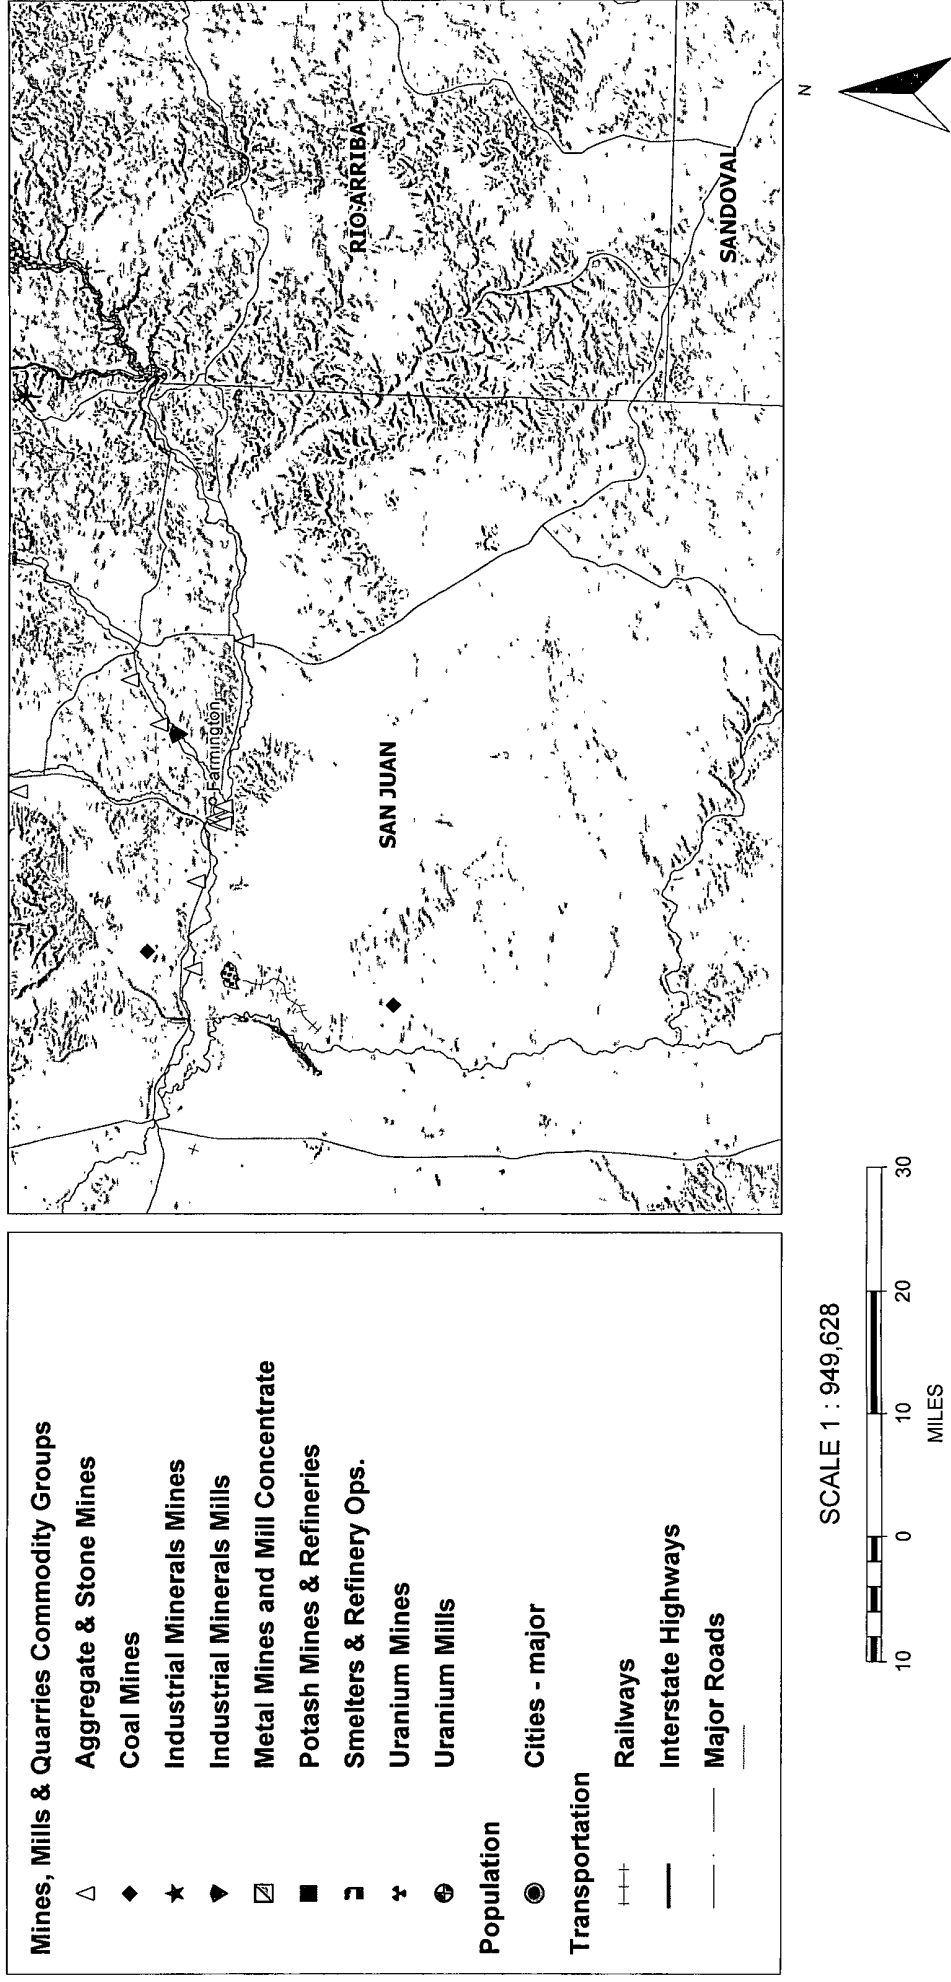 Mines, Mills & Quarries Commodity Groups
Aggregate & Stone Mines
Coal Mines
Industrial Minerals Mines
Industrial Minerals Mills
Metal Mines and Mill Concentrate
Potash Mines & Refineries
Smelters & Refinery Ops.
Uranium Mines
Uranium Mills
Population
Cities - major
Transportation
Railways
Interstate Highways
Major Roads
Farmington
SAN JUAN
RIO ARRIBA
SANDOVAL
SCALE 1 : 949,628
10 0 10 20 30
MILES
N